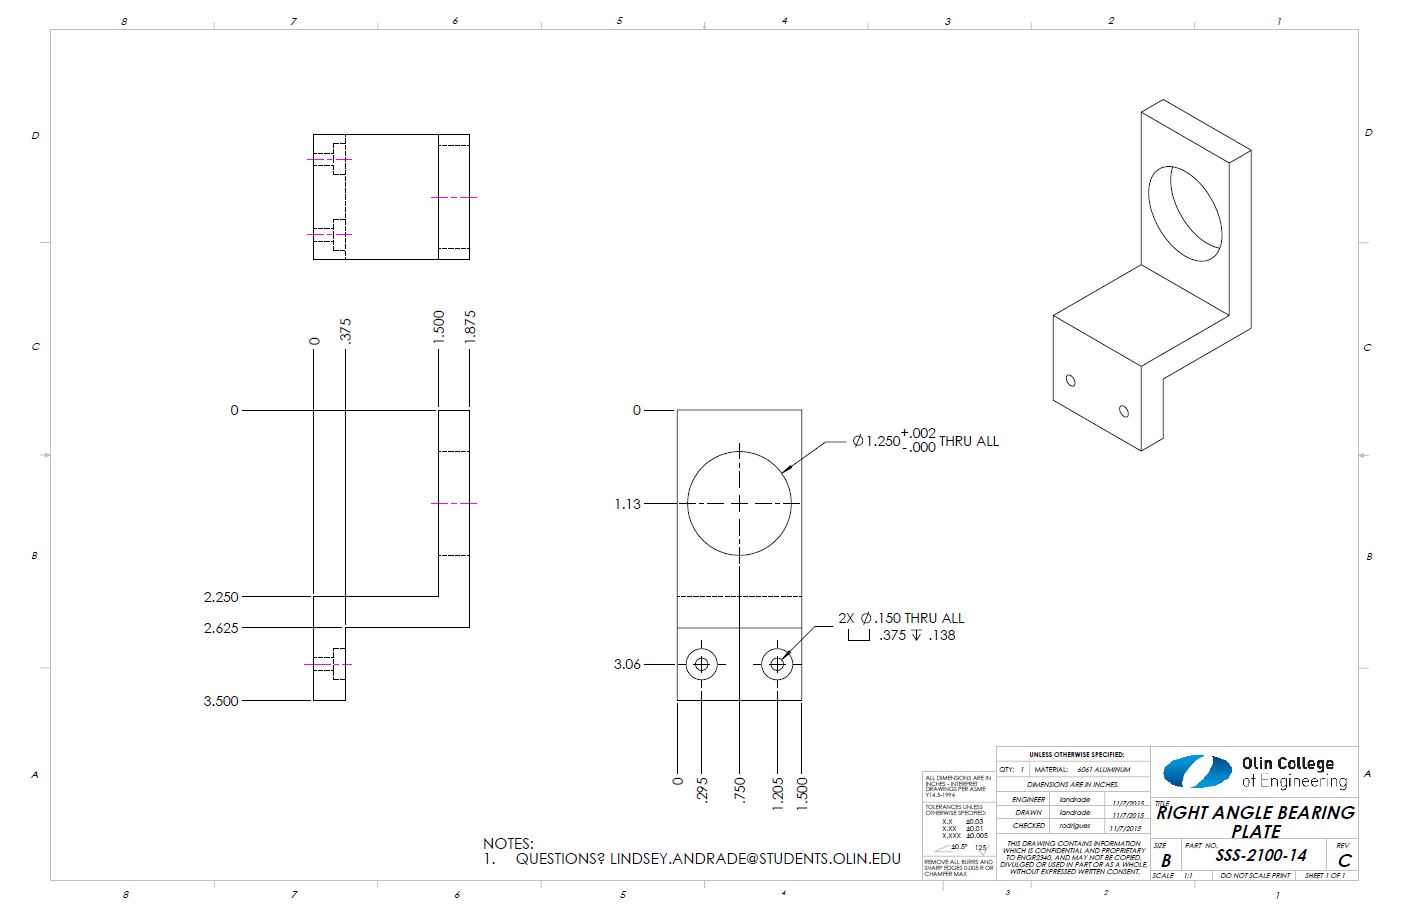 8 7 6 5 4 3 2 1
D
D
C
C
B
B
A
A
0
.375
1.500
1.875
0
2.250
2.625
3.500
0
1.13
3.06
⌀1.250 +.002 -.000 THRU ALL
2X ⌀.150 THRU ALL
⌴ .375 ↧ .138
0
.295
.750
1.205
1.500
NOTES:
1. QUESTIONS? LINDSEY.ANDRADE@STUDENTS.OLIN.EDU
ALL DIMENSIONS ARE IN
INCHES - INTERPRET
DRAWINGS PER ASME
Y14.5-1994
TOLERANCES UNLESS
OTHERWISE SPECIFIED:
X.X ±0.03
X.XX ±0.01
X.XXX ±0.005
±0.5° 125
REMOVE ALL BURRS AND
SHARP EDGES 0.005 R OR
CHAMFER MAX
UNLESS OTHERWISE SPECIFIED:
QTY: 1 MATERIAL: 6061 ALUMINUM
DIMENSIONS ARE IN INCHES.
ENGINEER landrade 11/7/2015
DRAWN landrade 11/7/2015
CHECKED rodrigues 11/7/2015
THIS DRAWING CONTAINS INFORMATION
WHICH IS CONFIDENTIAL AND PROPRIETARY
TO ENGR2340, AND MAY NOT BE COPIED,
DIVULGED OR USED IN PART OR AS A WHOLE,
WITHOUT EXPRESSED WRITTEN CONSENT.
Olin College
of Engineering
TITLE
RIGHT ANGLE BEARING
PLATE
SIZE
B
PART NO.
SSS-2100-14
REV
C
SCALE 1:1 DO NOT SCALE PRINT SHEET 1 OF 1
8 7 6 5 4 3 2 1